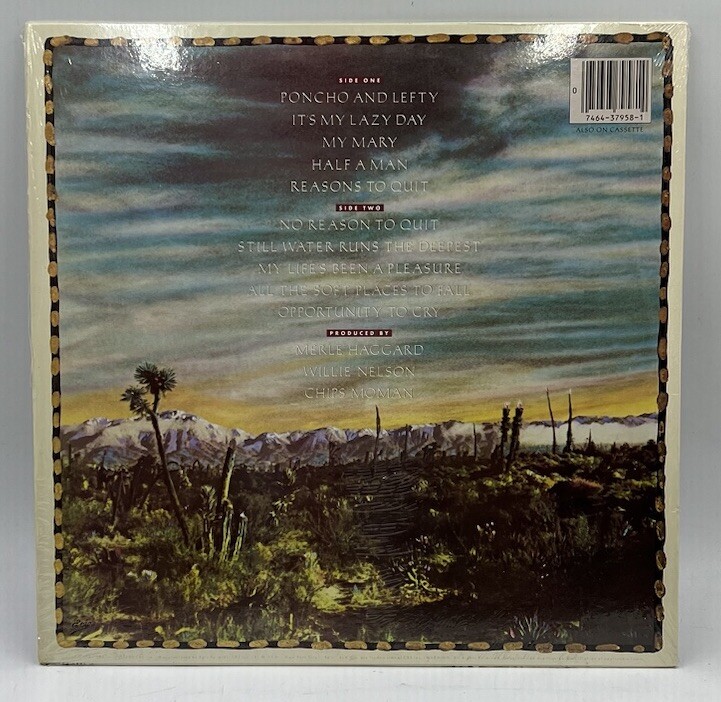 SIDE ONE
PONCHO AND LEFTY
IT'S MY LAZY DAY
MY MARY
HALF A MAN
REASONS TO QUIT
SIDE TWO
NO REASON TO QUIT
STILL WATER RUNS THE DEEPEST
MY LIFE'S BEEN A PLEASURE
ALL THE SOFT PLACES TO FALL
OPPORTUNITY TO CRY
PRODUCED BY
MERLE HAGGARD
WILLIE NELSON
CHIPS MOMAN
0
7464-37958-1
ALSO ON CASSETTE